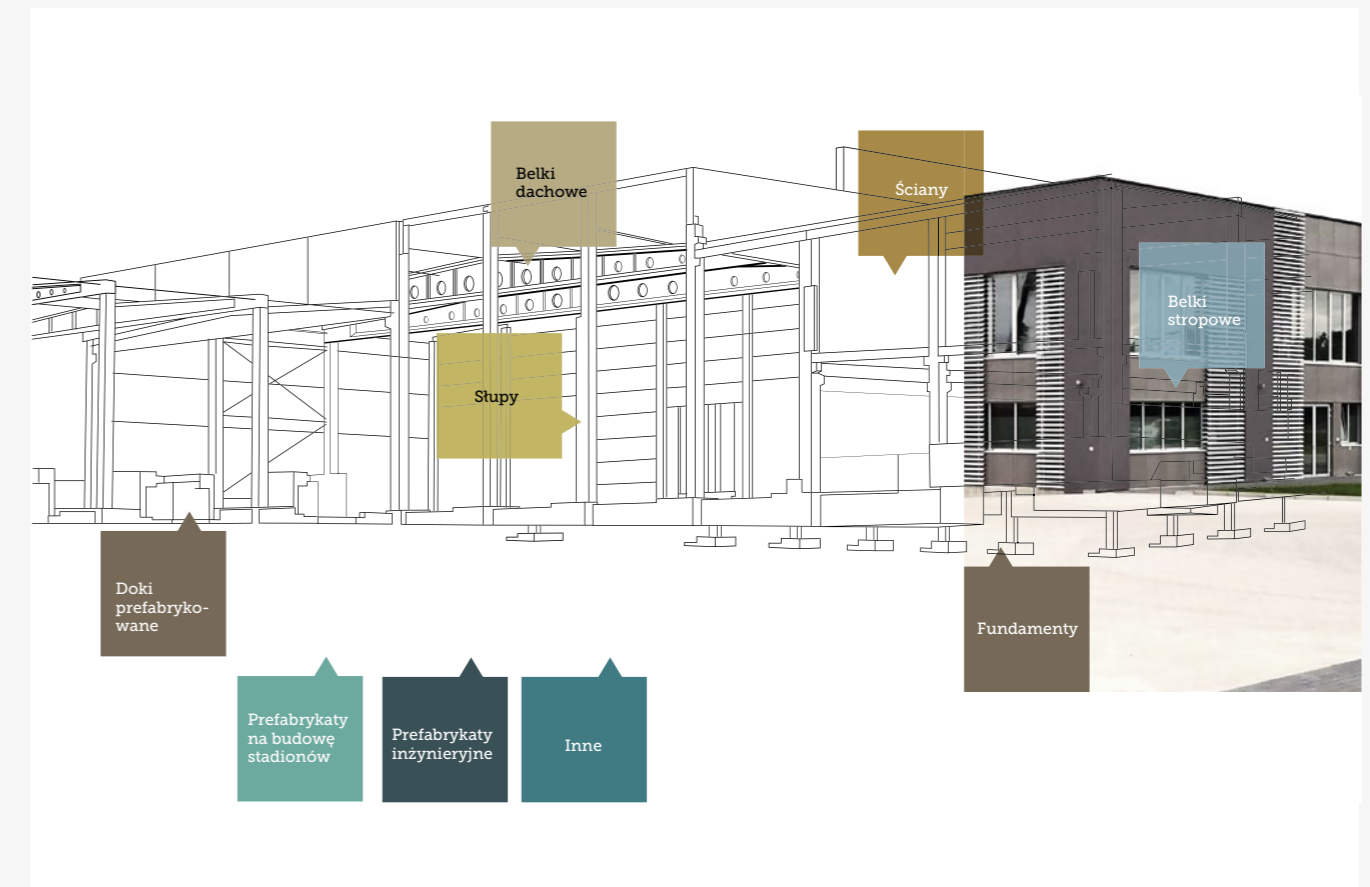 Belki
dachowe
Ściany
Belki
stropowe
Słupy
Doki
prefabryko-
wane
Fundamenty
Prefabrykaty
na budowę
stadionów
Prefabrykaty
inżynieryjne
Inne